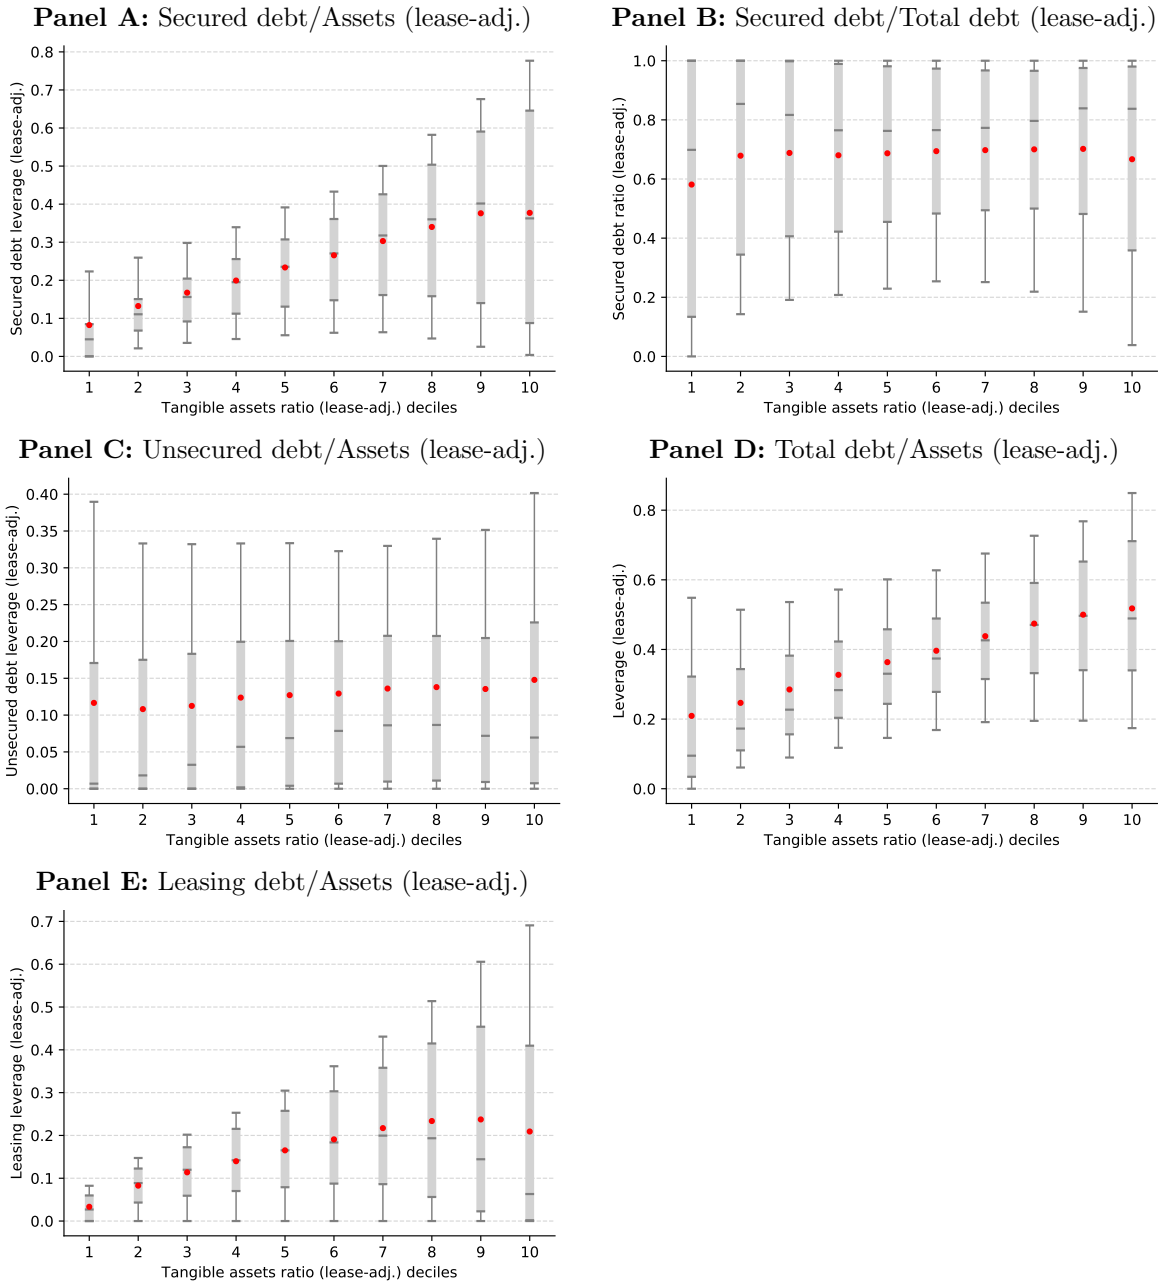 Panel A: Secured debt/Assets (lease-adj.)
Secured debt leverage (lease-adj.)
0.8
0.7
0.6
0.5
0.4
0.3
0.2
0.1
0.0
1 2 3 4 5 6 7 8 9 10
Tangible assets ratio (lease-adj.) deciles
Panel B: Secured debt/Total debt (lease-adj.)
Secured debt ratio (lease-adj.)
1.0
0.8
0.6
0.4
0.2
0.0
1 2 3 4 5 6 7 8 9 10
Tangible assets ratio (lease-adj.) deciles
Panel C: Unsecured debt/Assets (lease-adj.)
Unsecured debt leverage (lease-adj.)
0.40
0.35
0.30
0.25
0.20
0.15
0.10
0.05
0.00
1 2 3 4 5 6 7 8 9 10
Tangible assets ratio (lease-adj.) deciles
Panel D: Total debt/Assets (lease-adj.)
Leverage (lease-adj.)
0.8
0.6
0.4
0.2
0.0
1 2 3 4 5 6 7 8 9 10
Tangible assets ratio (lease-adj.) deciles
Panel E: Leasing debt/Assets (lease-adj.)
Leasing leverage (lease-adj.)
0.7
0.6
0.5
0.4
0.3
0.2
0.1
0.0
1 2 3 4 5 6 7 8 9 10
Tangible assets ratio (lease-adj.) deciles